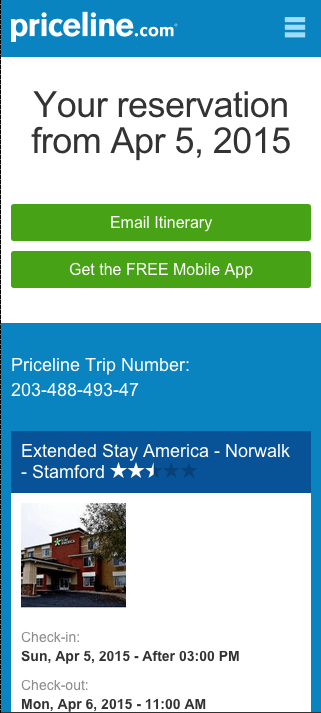 priceline.com
Your reservation
from Apr 5, 2015
Email Itinerary
Get the FREE Mobile App
Priceline Trip Number:
203-488-493-47
Extended Stay America - Norwalk
- Stamford
Check-in:
Sun, Apr 5, 2015 - After 03:00 PM
Check-out:
Mon, Apr 6, 2015 - 11:00 AM